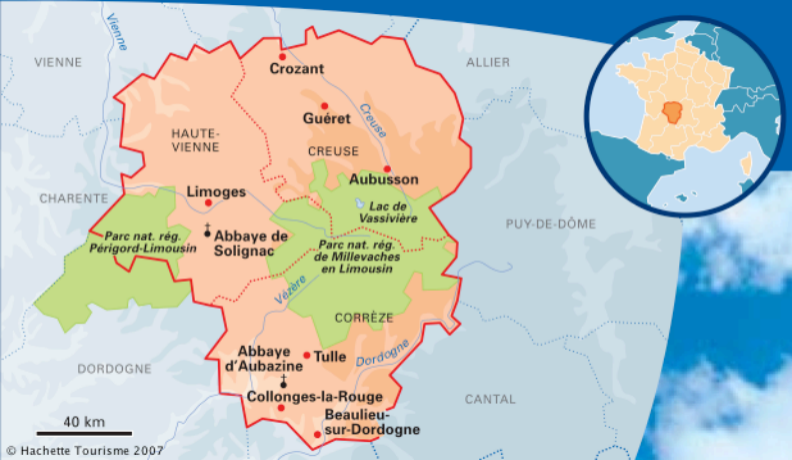 Vienne
VIENNE
ALLIER
Crozant
Creuse
Guéret
HAUTE-
VIENNE
CREUSE
Aubusson
CHARENTE
Limoges
Lac de
Vassivière
PUY-DE-DÔME
Parc nat. rég.
Périgord-Limousin
Abbaye de
Solignac
Parc nat. rég.
de Millevaches
en Limousin
Vézère
CORRÈZE
Abbaye
d'Aubazine
Tulle
Dordogne
DORDOGNE
Collonges-la-Rouge
CANTAL
Beaulieu-
sur-Dordogne
40 km
© Hachette Tourisme 2007